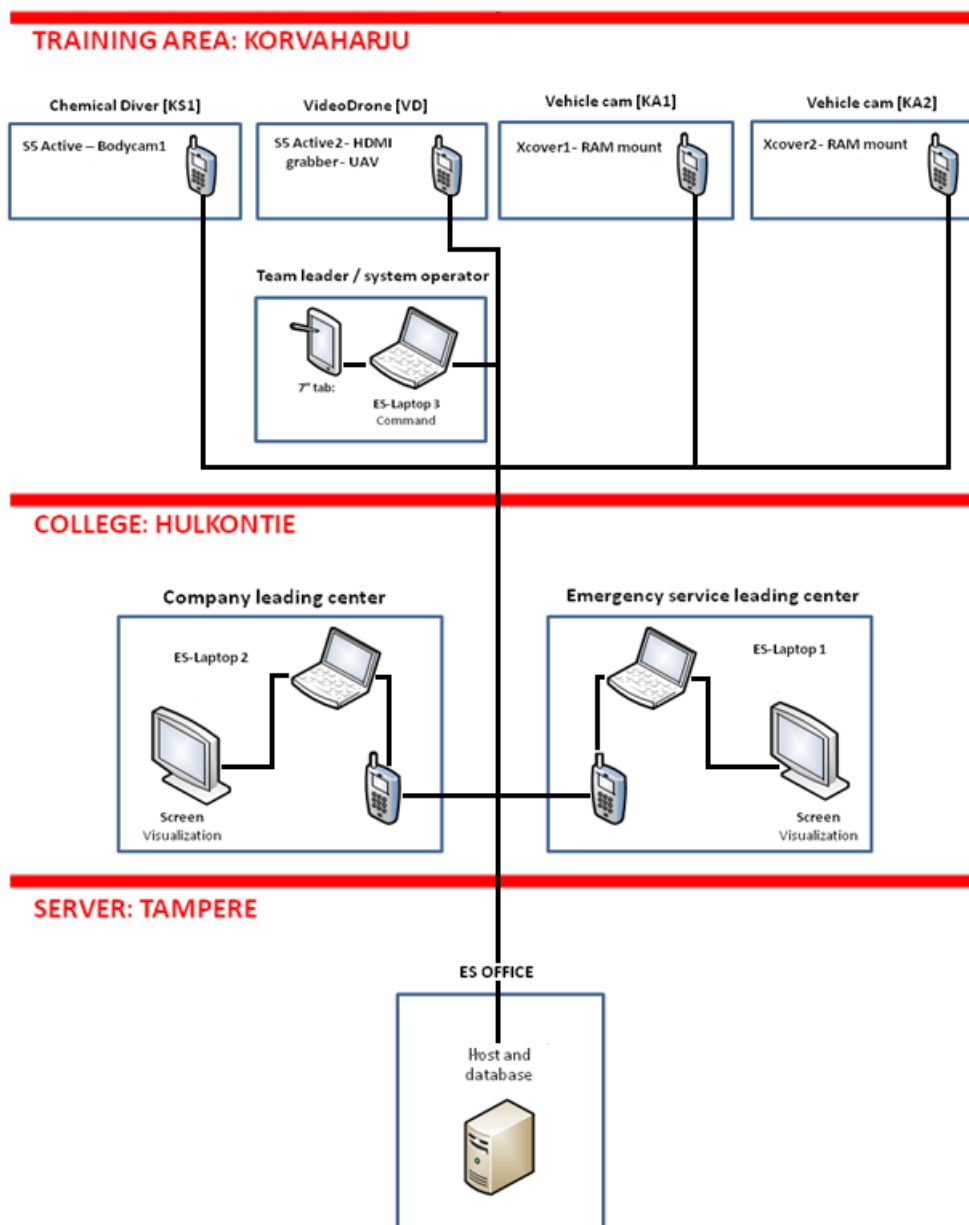 TRAINING AREA: KORVAHARJU
Chemical Diver [KS1]
VideoDrone [VD]
Vehicle cam [KA1]
Vehicle cam [KA2]
S5 Active – Bodycam1
S5 Active2- HDMI
grabber- UAV
Xcover1- RAM mount
Xcover2- RAM mount
Team leader / system operator
7" tab:
ES-Laptop 3
Command
COLLEGE: HULKONTIE
Company leading center
Emergency service leading center
ES-Laptop 2
ES-Laptop 1
Screen
Visualization
Screen
Visualization
SERVER: TAMPERE
ES OFFICE
Host and
database